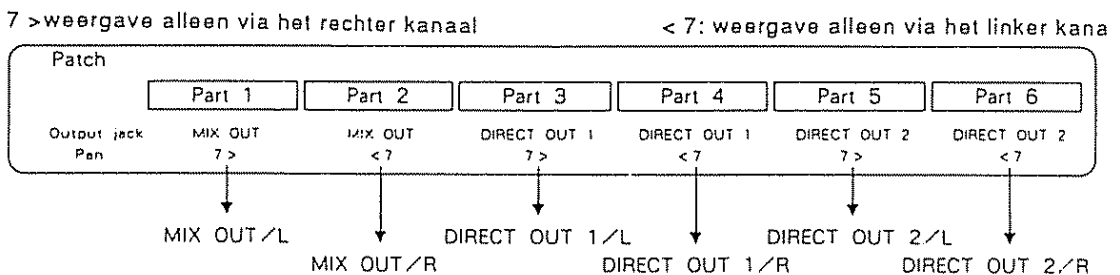 7 >weergave alleen via het rechter kanaal < 7: weergave alleen via het linker kana
Patch
Part 1 Part 2 Part 3 Part 4 Part 5 Part 6
Output jack MIX OUT MIX OUT DIRECT OUT 1 DIRECT OUT 1 DIRECT OUT 2 DIRECT OUT 2
Pan 7 > < 7 7 > < 7 7 > < 7
MIX OUT/L DIRECT OUT 1/L DIRECT OUT 2/L
MIX OUT/R DIRECT OUT 1/R DIRECT OUT 2/R